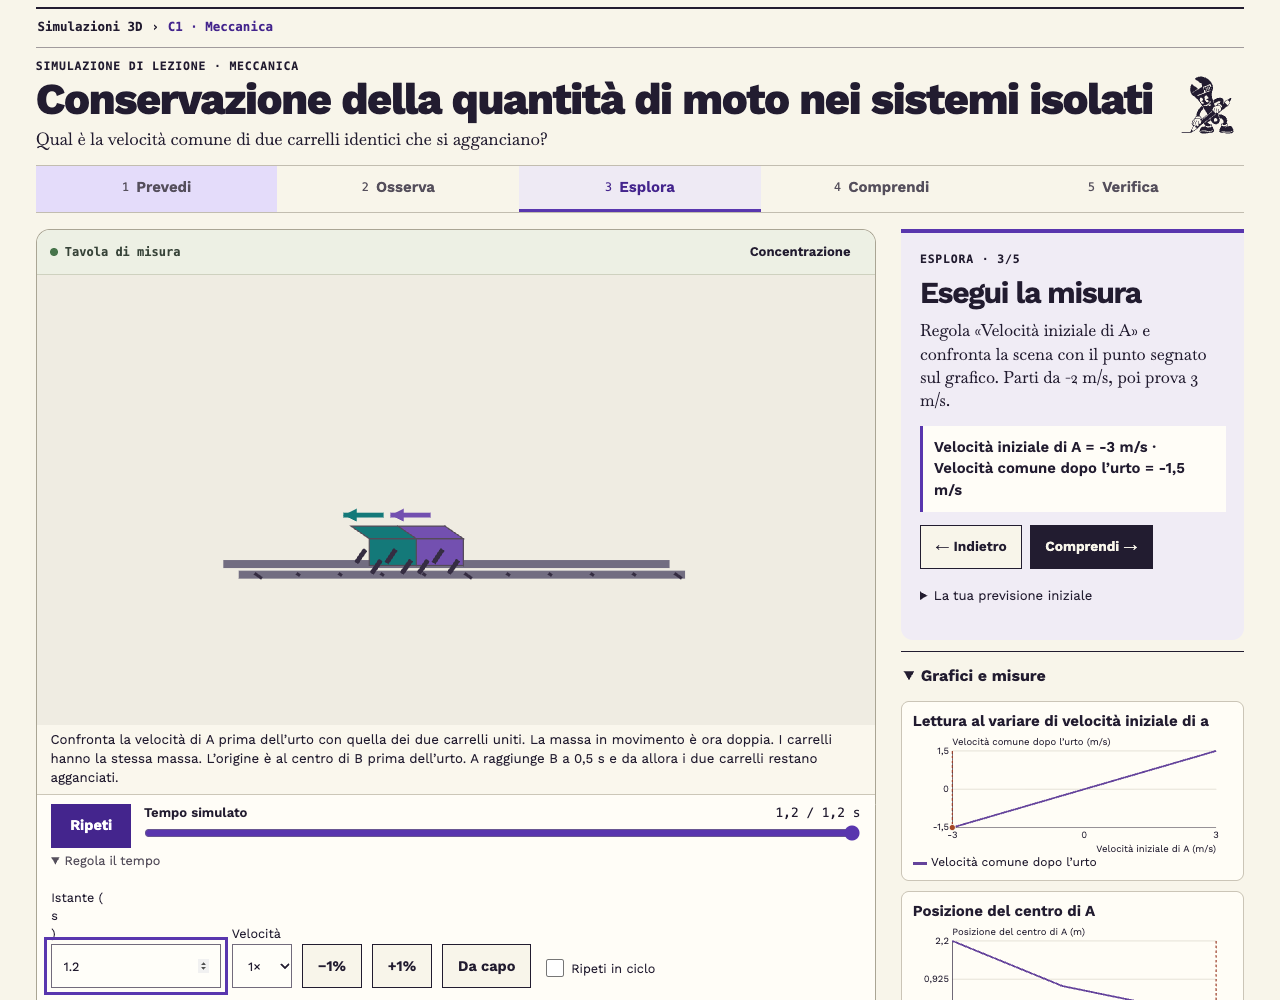 Simulazioni 3D › C1 · Meccanica
SIMULAZIONE DI LEZIONE · MECCANICA
Conservazione della quantità di moto nei sistemi isolati
Qual è la velocità comune di due carrelli identici che si agganciano?
1 Prevedi
2 Osserva
3 Esplora
4 Comprendi
5 Verifica
Tavola di misura
Concentrazione
Confronta la velocità di A prima dell’urto con quella dei due carrelli uniti. La massa in movimento è ora doppia. I carrelli
hanno la stessa massa. L’origine è al centro di B prima dell’urto. A raggiunge B a 0,5 s e da allora i due carrelli restano
agganciati.
Ripeti
Tempo simulato
1,2 / 1,2 s
▼ Regola il tempo
Istante (
s
)
Velocità
1.2
1×
−1%
+1%
Da capo
Ripeti in ciclo
ESPLORA · 3/5
Esegui la misura
Regola «Velocità iniziale di A» e
confronta la scena con il punto segnato
sul grafico. Parti da -2 m/s, poi prova 3
m/s.
Velocità iniziale di A = -3 m/s ·
Velocità comune dopo l’urto = -1,5
m/s
← Indietro
Comprendi →
▶ La tua previsione iniziale
▼ Grafici e misure
Lettura al variare di velocità iniziale di a
Velocità comune dopo l’urto (m/s)
1,5
0
-1,5
-3
0
3
Velocità iniziale di A (m/s)
Velocità comune dopo l’urto
Posizione del centro di A
Posizione del centro di A (m)
2,2
0,925